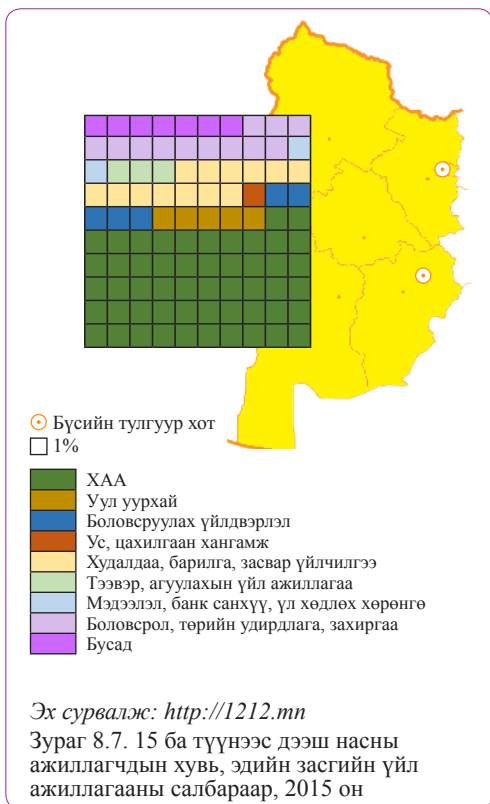 Бүсийн тулгуур хот
1%
ХАА
Уул уурхай
Боловсруулах үйлдвэрлэл
Ус, цахилгаан хангамж
Худалдаа, барилга, засвар үйлчилгээ
Тээвэр, агуулахын үйл ажиллагаа
Мэдээлэл, банк санхүү, үл хөдлөх хөрөнгө
Боловсрол, төрийн удирдлага, захиргаа
Бусад
Эх сурвалж: http://1212.mn
Зураг 8.7. 15 ба түүнээс дээш насны
ажиллагчдын хувь, эдийн засгийн үйл
ажиллагааны салбараар, 2015 он